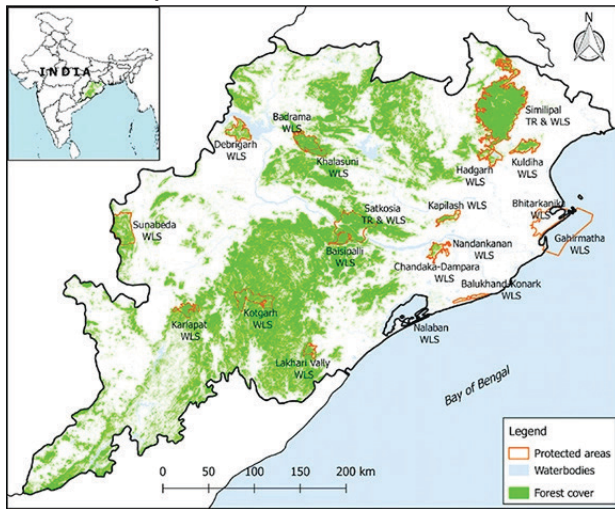 INDIA
N
Similipal
TR & WLS
Badrama
WLS
Debrigarh
WLS
Khalasuni
WLS
Hadgarh
WLS
Kuldiha
WLS
Sunabeda
WLS
Satkosia
TR & WLS
Kapilash WLS
Bhitarkanika
WLS
Gahirmatha
WLS
Baisipalli
WLS
Nandankanan
WLS
Chandaka-Dampara
WLS
Balukhand Konark
WLS
Karlapat
WLS
Kotgarh
WLS
Nalaban
WLS
Lakhari Vally
WLS
Bay of Bengal
Legend
Protected areas
Waterbodies
Forest cover
0 50 100 150 200 km